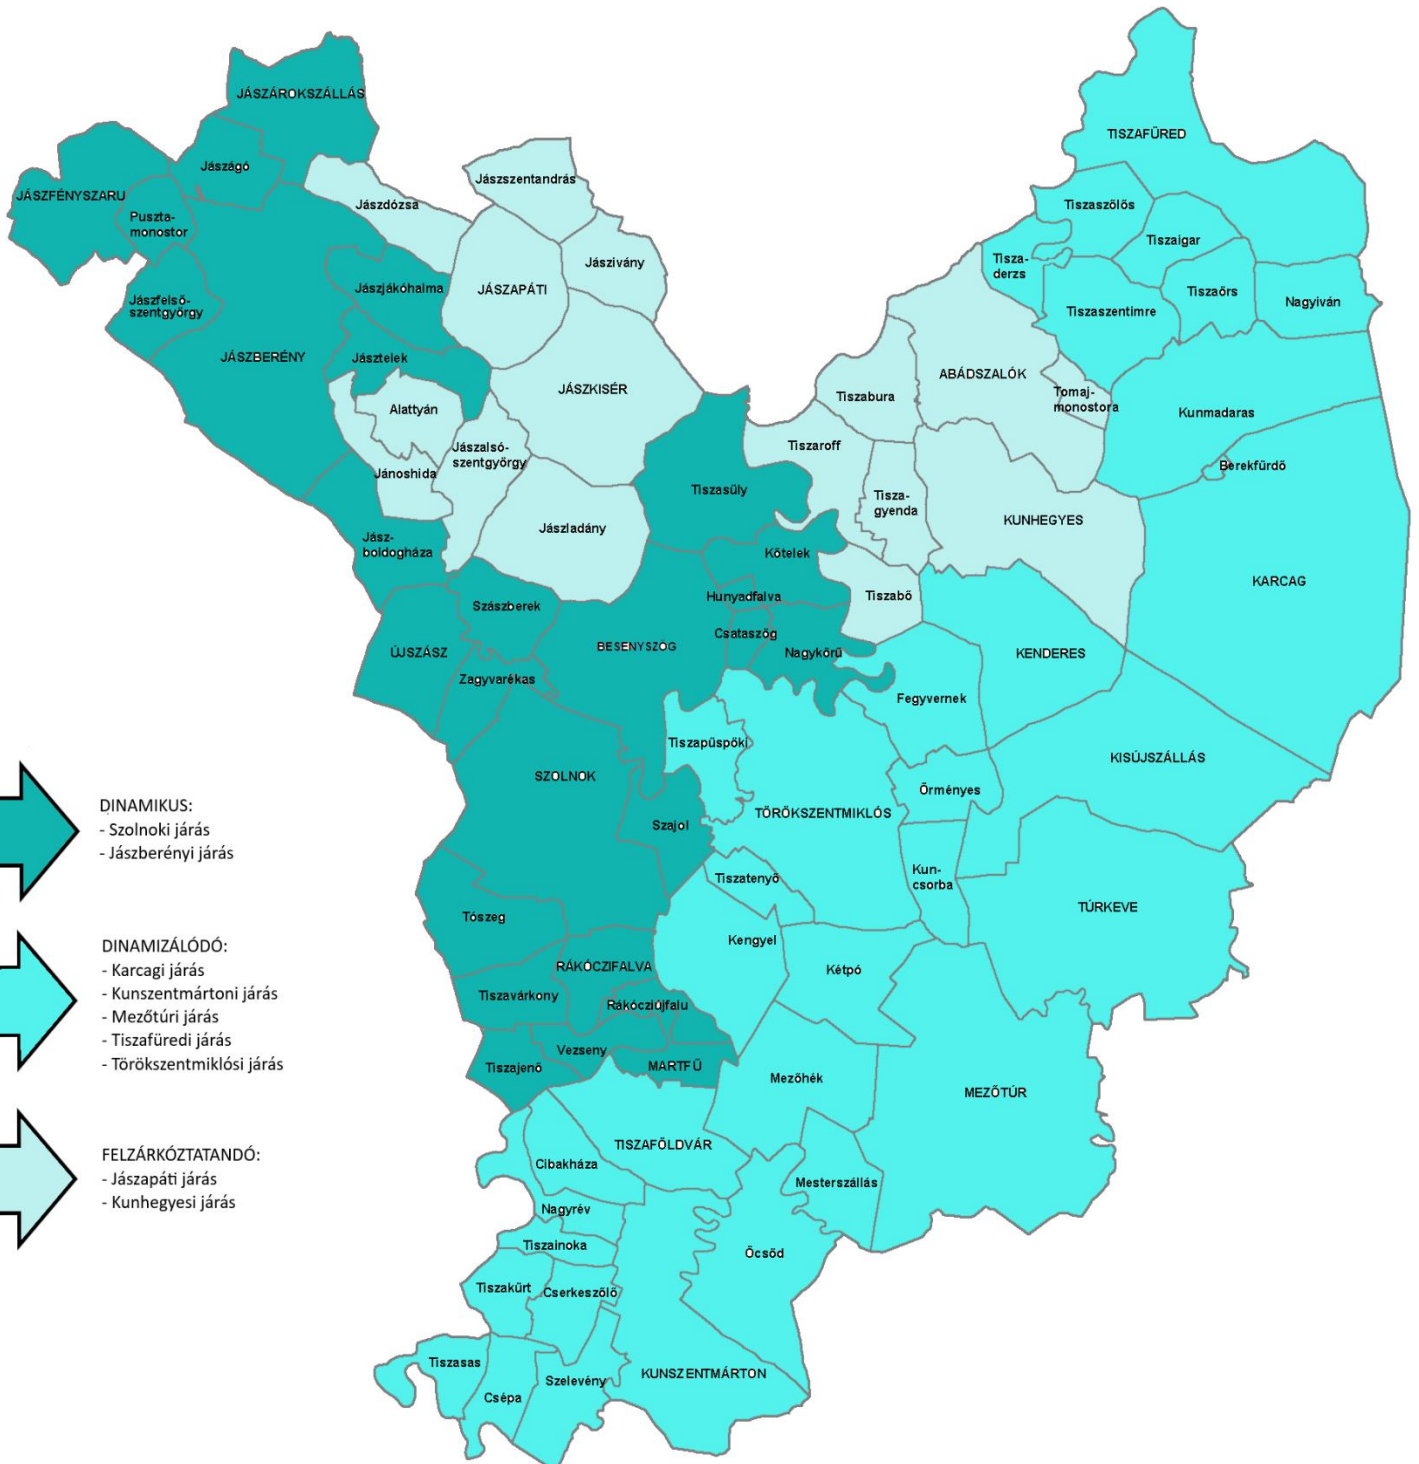 JÁSZÁROKSZÁLLÁS
TISZAFÜRED
Jászágó
Jászszentandrás
JÁSZFÉNYSZARU
Jászdózsa
Tiszaszőlős
Puszta-
monostor
Tiszaigar
Jászivány
Tisza-
derzs
JÁSZAPÁTI
Jászjákóhalma
Tiszaörs
Nagyiván
Jászfelső-
szentgyörgy
Tiszaszentimre
JÁSZBERÉNY
Jásztelek
ABÁDSZALÓK
JÁSZKISÉR
Tiszabura
Tomaj-
monostora
Alattyán
Kunmadaras
Tiszaroff
Jászalsó-
szentgyörgy
Jánoshida
Berekfürdő
Tiszasüly
Tisza-
gyenda
KUNHEGYES
Jászladány
Jász-
boldogháza
Kőtelek
KARCAG
Hunyadfalva
Tiszabő
Szászberek
Csataszög
BESENYSZÖG
ÚJSZÁSZ
Nagykörű
KENDERES
Zagyvarékas
Fegyvernek
Tiszapüspöki
KISÚJSZÁLLÁS
SZOLNOK
Örményes
TÖRÖKSZENTMIKLÓS
Szajol
Tiszatenyő
Kun-
csorba
TÚRKEVE
Tószeg
Kengyel
RÁKÓCZIFALVA
Kétpó
Tiszavárkony
Rákócziújfalu
Vezseny
Tiszajenő
MARTFŰ
Mezőhék
MEZŐTÚR
TISZAFÖLDVÁR
Cibakháza
Mesterszállás
Nagyrév
Tiszainoka
Öcsöd
Tiszakürt
Cserkeszőlő
Tiszasas
KUNSZENTMÁRTON
Szelevény
Csépa
DINAMIKUS:
- Szolnoki járás
- Jászberényi járás
DINAMIZÁLÓDÓ:
- Karcagi járás
- Kunszentmártoni járás
- Mezőtúri járás
- Tiszafüredi járás
- Törökszentmiklósi járás
FELZÁRKÓZTATANDÓ:
- Jászapáti járás
- Kunhegyesi járás